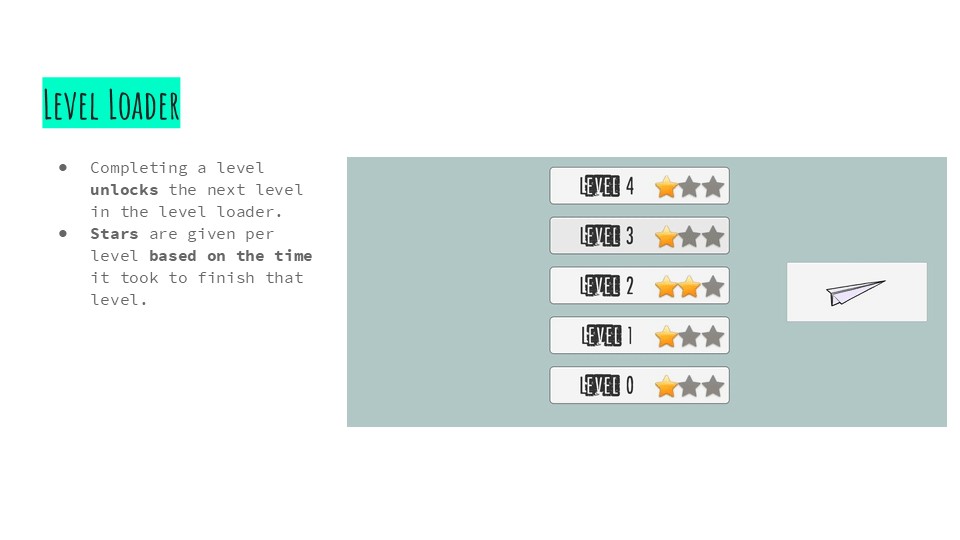 Level Loader
● Completing a level
unlocks the next level
in the level loader.
● Stars are given per
level based on the time
it took to finish that
level.
LEVEL 4
LEVEL 3
LEVEL 2
LEVEL 1
LEVEL 0